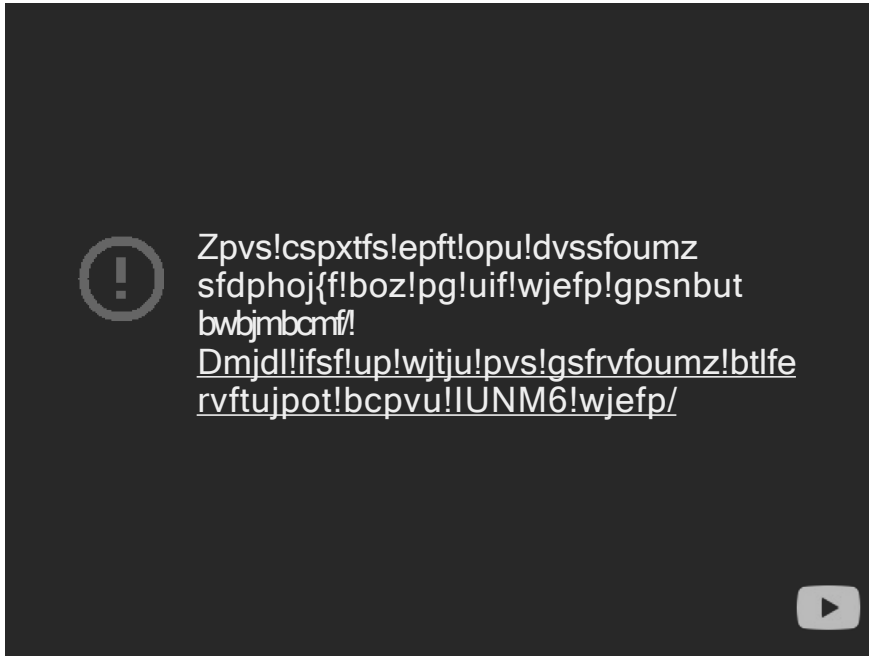 Zpvs!cspxtfs!epft!opu!dvssfoumz
sfdphoj{f!boz!pg!uif!wjefp!gpsnbut
bwbjmbcmf/!
Dmjdl!ifsf!up!wjtju!pvs!gsfrvfoumz!btlfe
rvftujpot!bcpvu!IUNM6!wjefp/